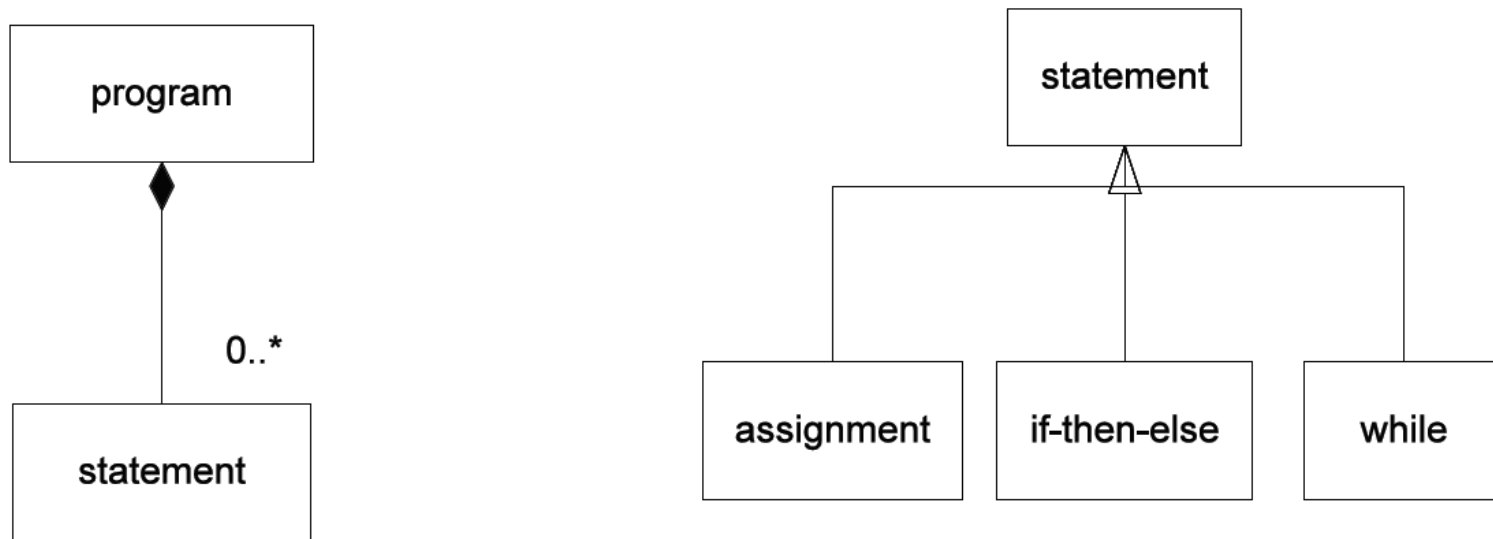 program
0..*
statement
statement
assignment
if-then-else
while